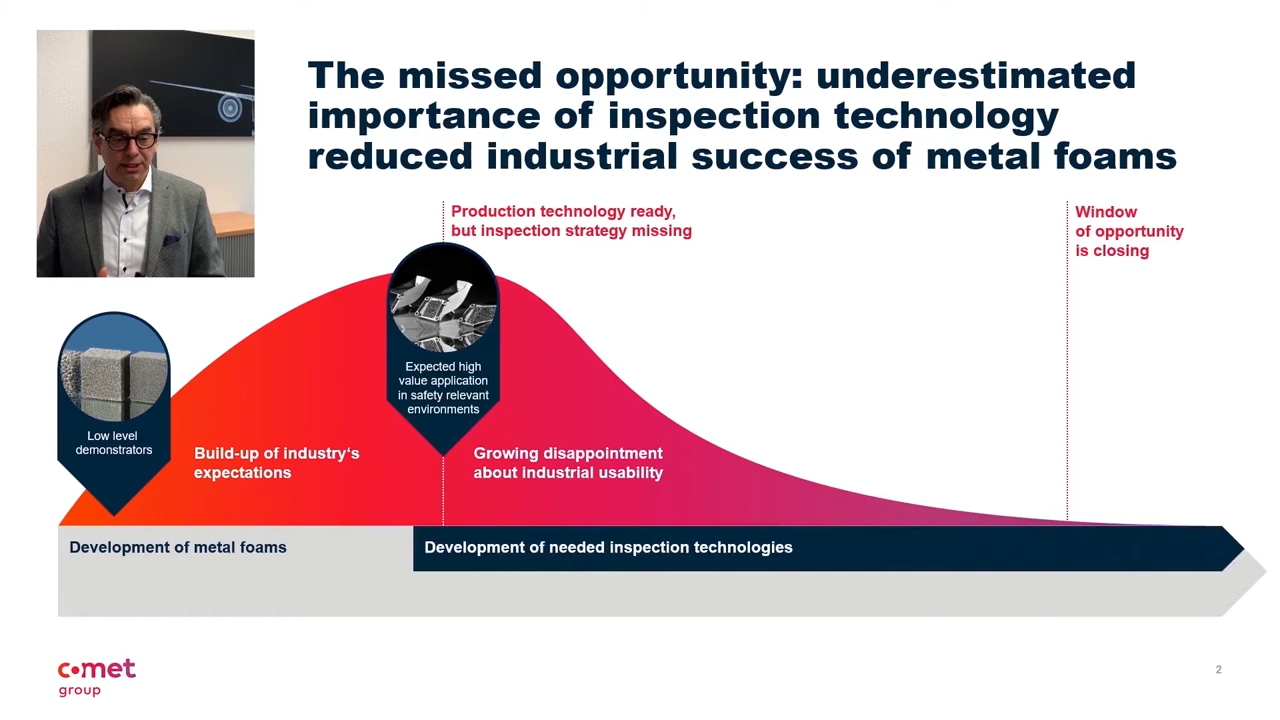 The missed opportunity: underestimated
importance of inspection technology
reduced industrial success of metal foams
Production technology ready,
but inspection strategy missing
Window
of opportunity
is closing
Expected high
value application
in safety relevant
environments
Low level
demonstrators
Build-up of industry‘s
expectations
Growing disappointment
about industrial usability
Development of metal foams
Development of needed inspection technologies
comet
group
2